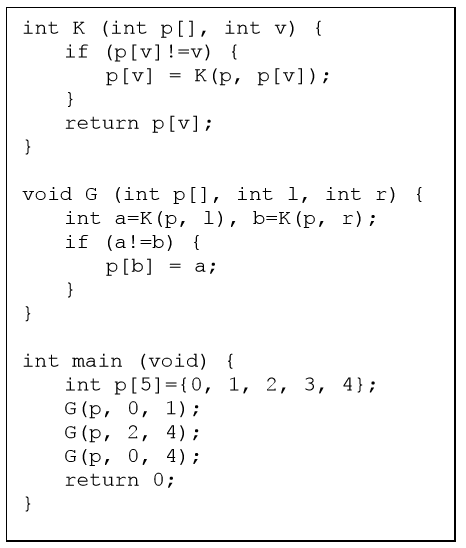 int K (int p[], int v) {
if (p[v]!=v) {
p[v] = K(p, p[v]);
}
return p[v];
}
void G (int p[], int l, int r) {
int a=K(p, l), b=K(p, r);
if (a!=b) {
p[b] = a;
}
}
int main (void) {
int p[5]={0, 1, 2, 3, 4};
G(p, 0, 1);
G(p, 2, 4);
G(p, 0, 4);
return 0;
}